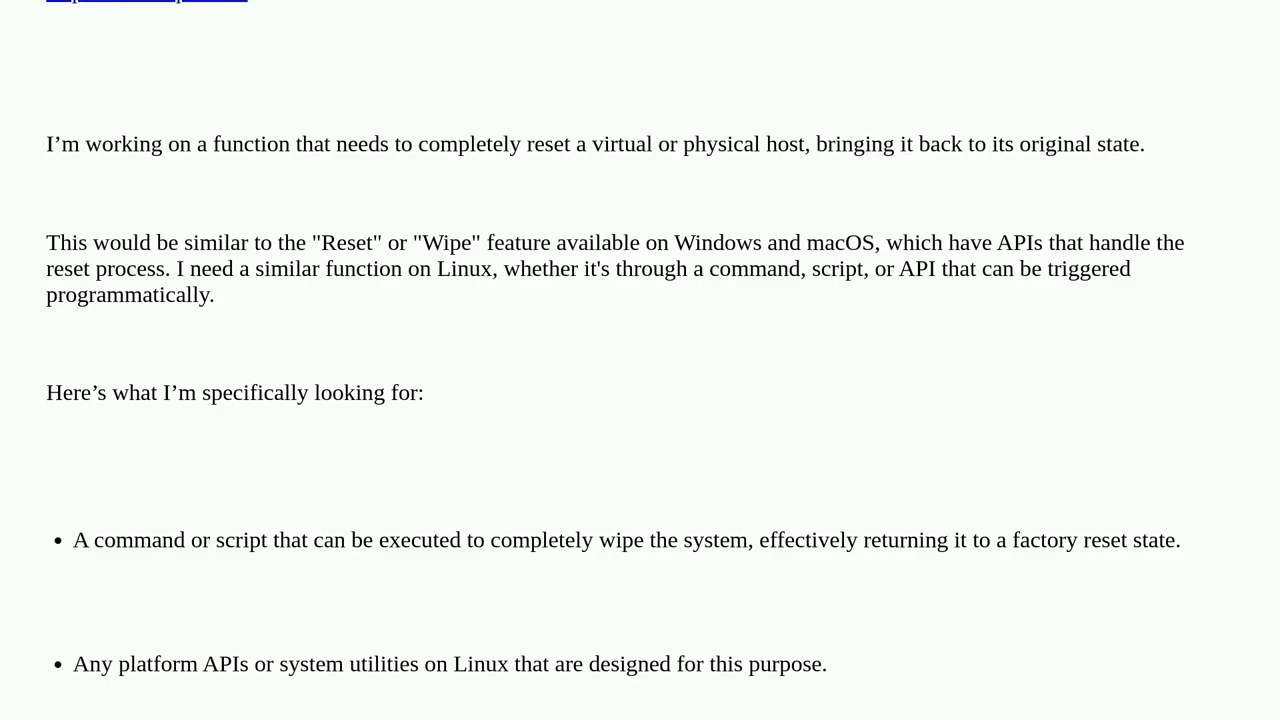 I’m working on a function that needs to completely reset a virtual or physical host, bringing it back to its original state.
This would be similar to the "Reset" or "Wipe" feature available on Windows and macOS, which have APIs that handle the
reset process. I need a similar function on Linux, whether it's through a command, script, or API that can be triggered
programmatically.
Here’s what I’m specifically looking for:
• A command or script that can be executed to completely wipe the system, effectively returning it to a factory reset state.
• Any platform APIs or system utilities on Linux that are designed for this purpose.